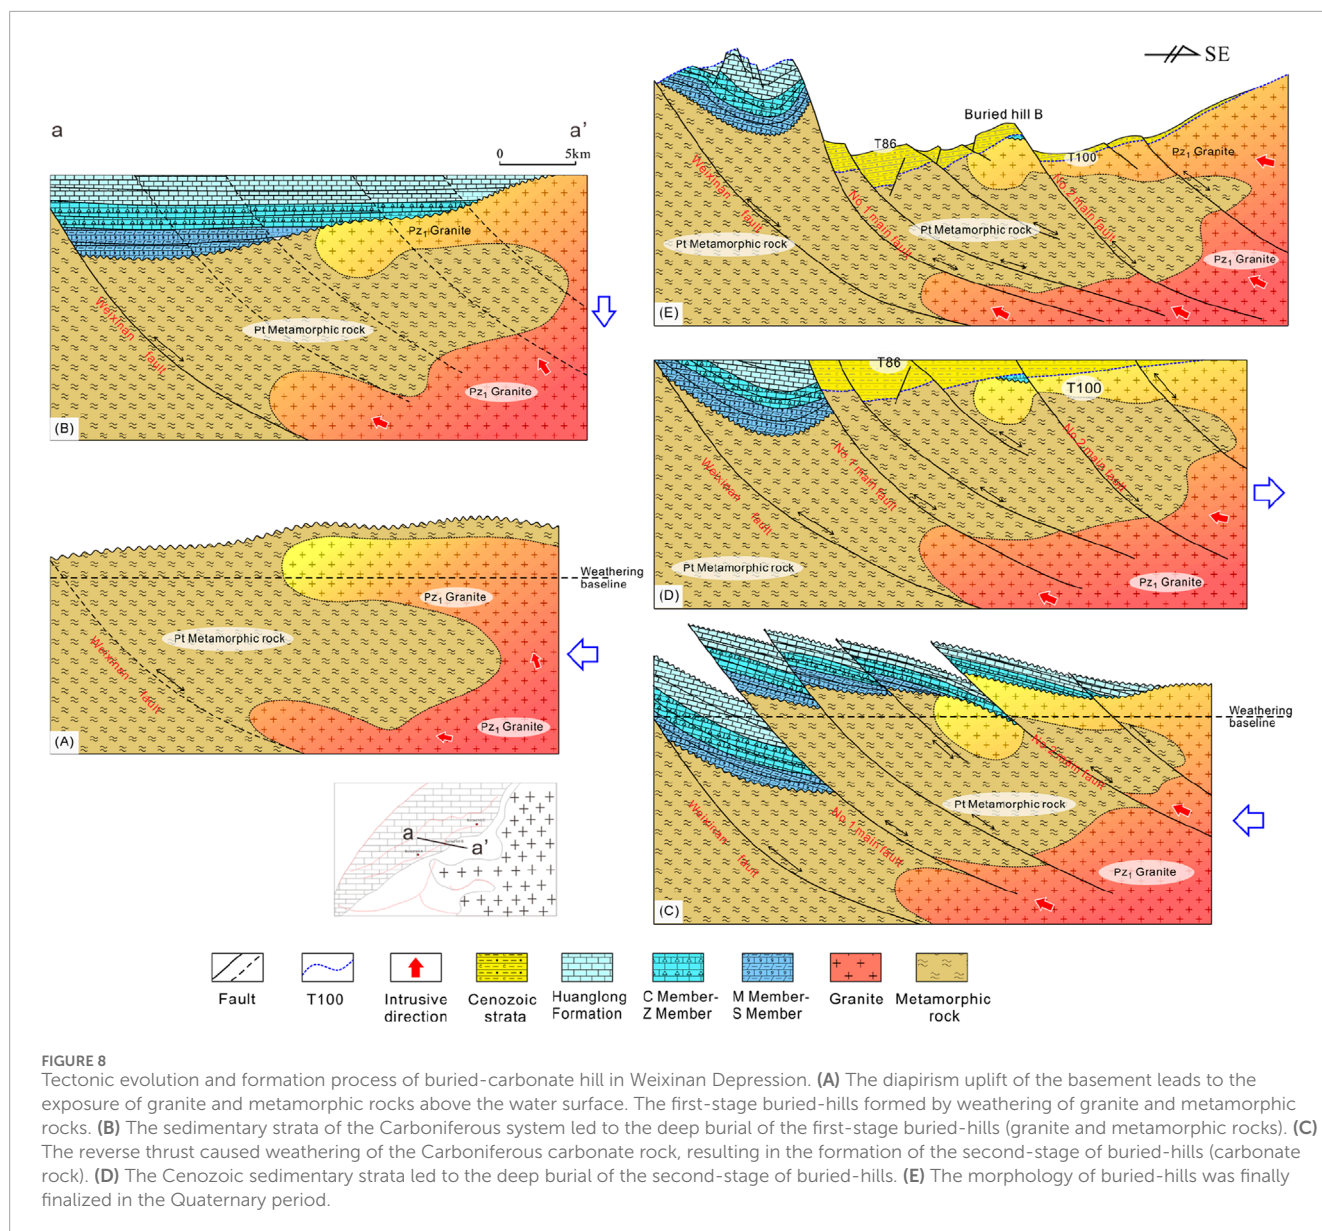 a
a’
0
5km
Pz₁ Granite
Weixinan fault
Pt Metamorphic rock
Pz₁ Granite
(B)
Weathering
baseline
Pz₁ Granite
Pt Metamorphic rock
Weixinan fault
Pz₁ Granite
(A)
SE
Buried hill B
T86
T100
Pz₁ Granite
Weixinan fault
No. 1 main fault
No. 2 main fault
Pt Metamorphic rock
Pt Metamorphic rock
Pz₁ Granite
(E)
T86
T100
Weixinan fault
No. 1 main fault
No. 2 main fault
Pt Metamorphic rock
Pz₁ Granite
(D)
Weathering
baseline
No. 2 main fault
Pt Metamorphic rock
Weixinan fault
No. 1 main fault
Pz₁ Granite
(C)
a
a’
Fault
T100
Intrusive
direction
Cenozoic
strata
Huanglong
Formation
C Member-
Z Member
M Member-
S Member
Granite
Metamorphic
rock
FIGURE 8
Tectonic evolution and formation process of buried-carbonate hill in Weixinan Depression. (A) The diapirism uplift of the basement leads to the
exposure of granite and metamorphic rocks above the water surface. The first-stage buried-hills formed by weathering of granite and metamorphic
rocks. (B) The sedimentary strata of the Carboniferous system led to the deep burial of the first-stage buried-hills (granite and metamorphic rocks). (C)
The reverse thrust caused weathering of the Carboniferous carbonate rock, resulting in the formation of the second-stage of buried-hills (carbonate
rock). (D) The Cenozoic sedimentary strata led to the deep burial of the second-stage of buried-hills. (E) The morphology of buried-hills was finally
finalized in the Quaternary period.